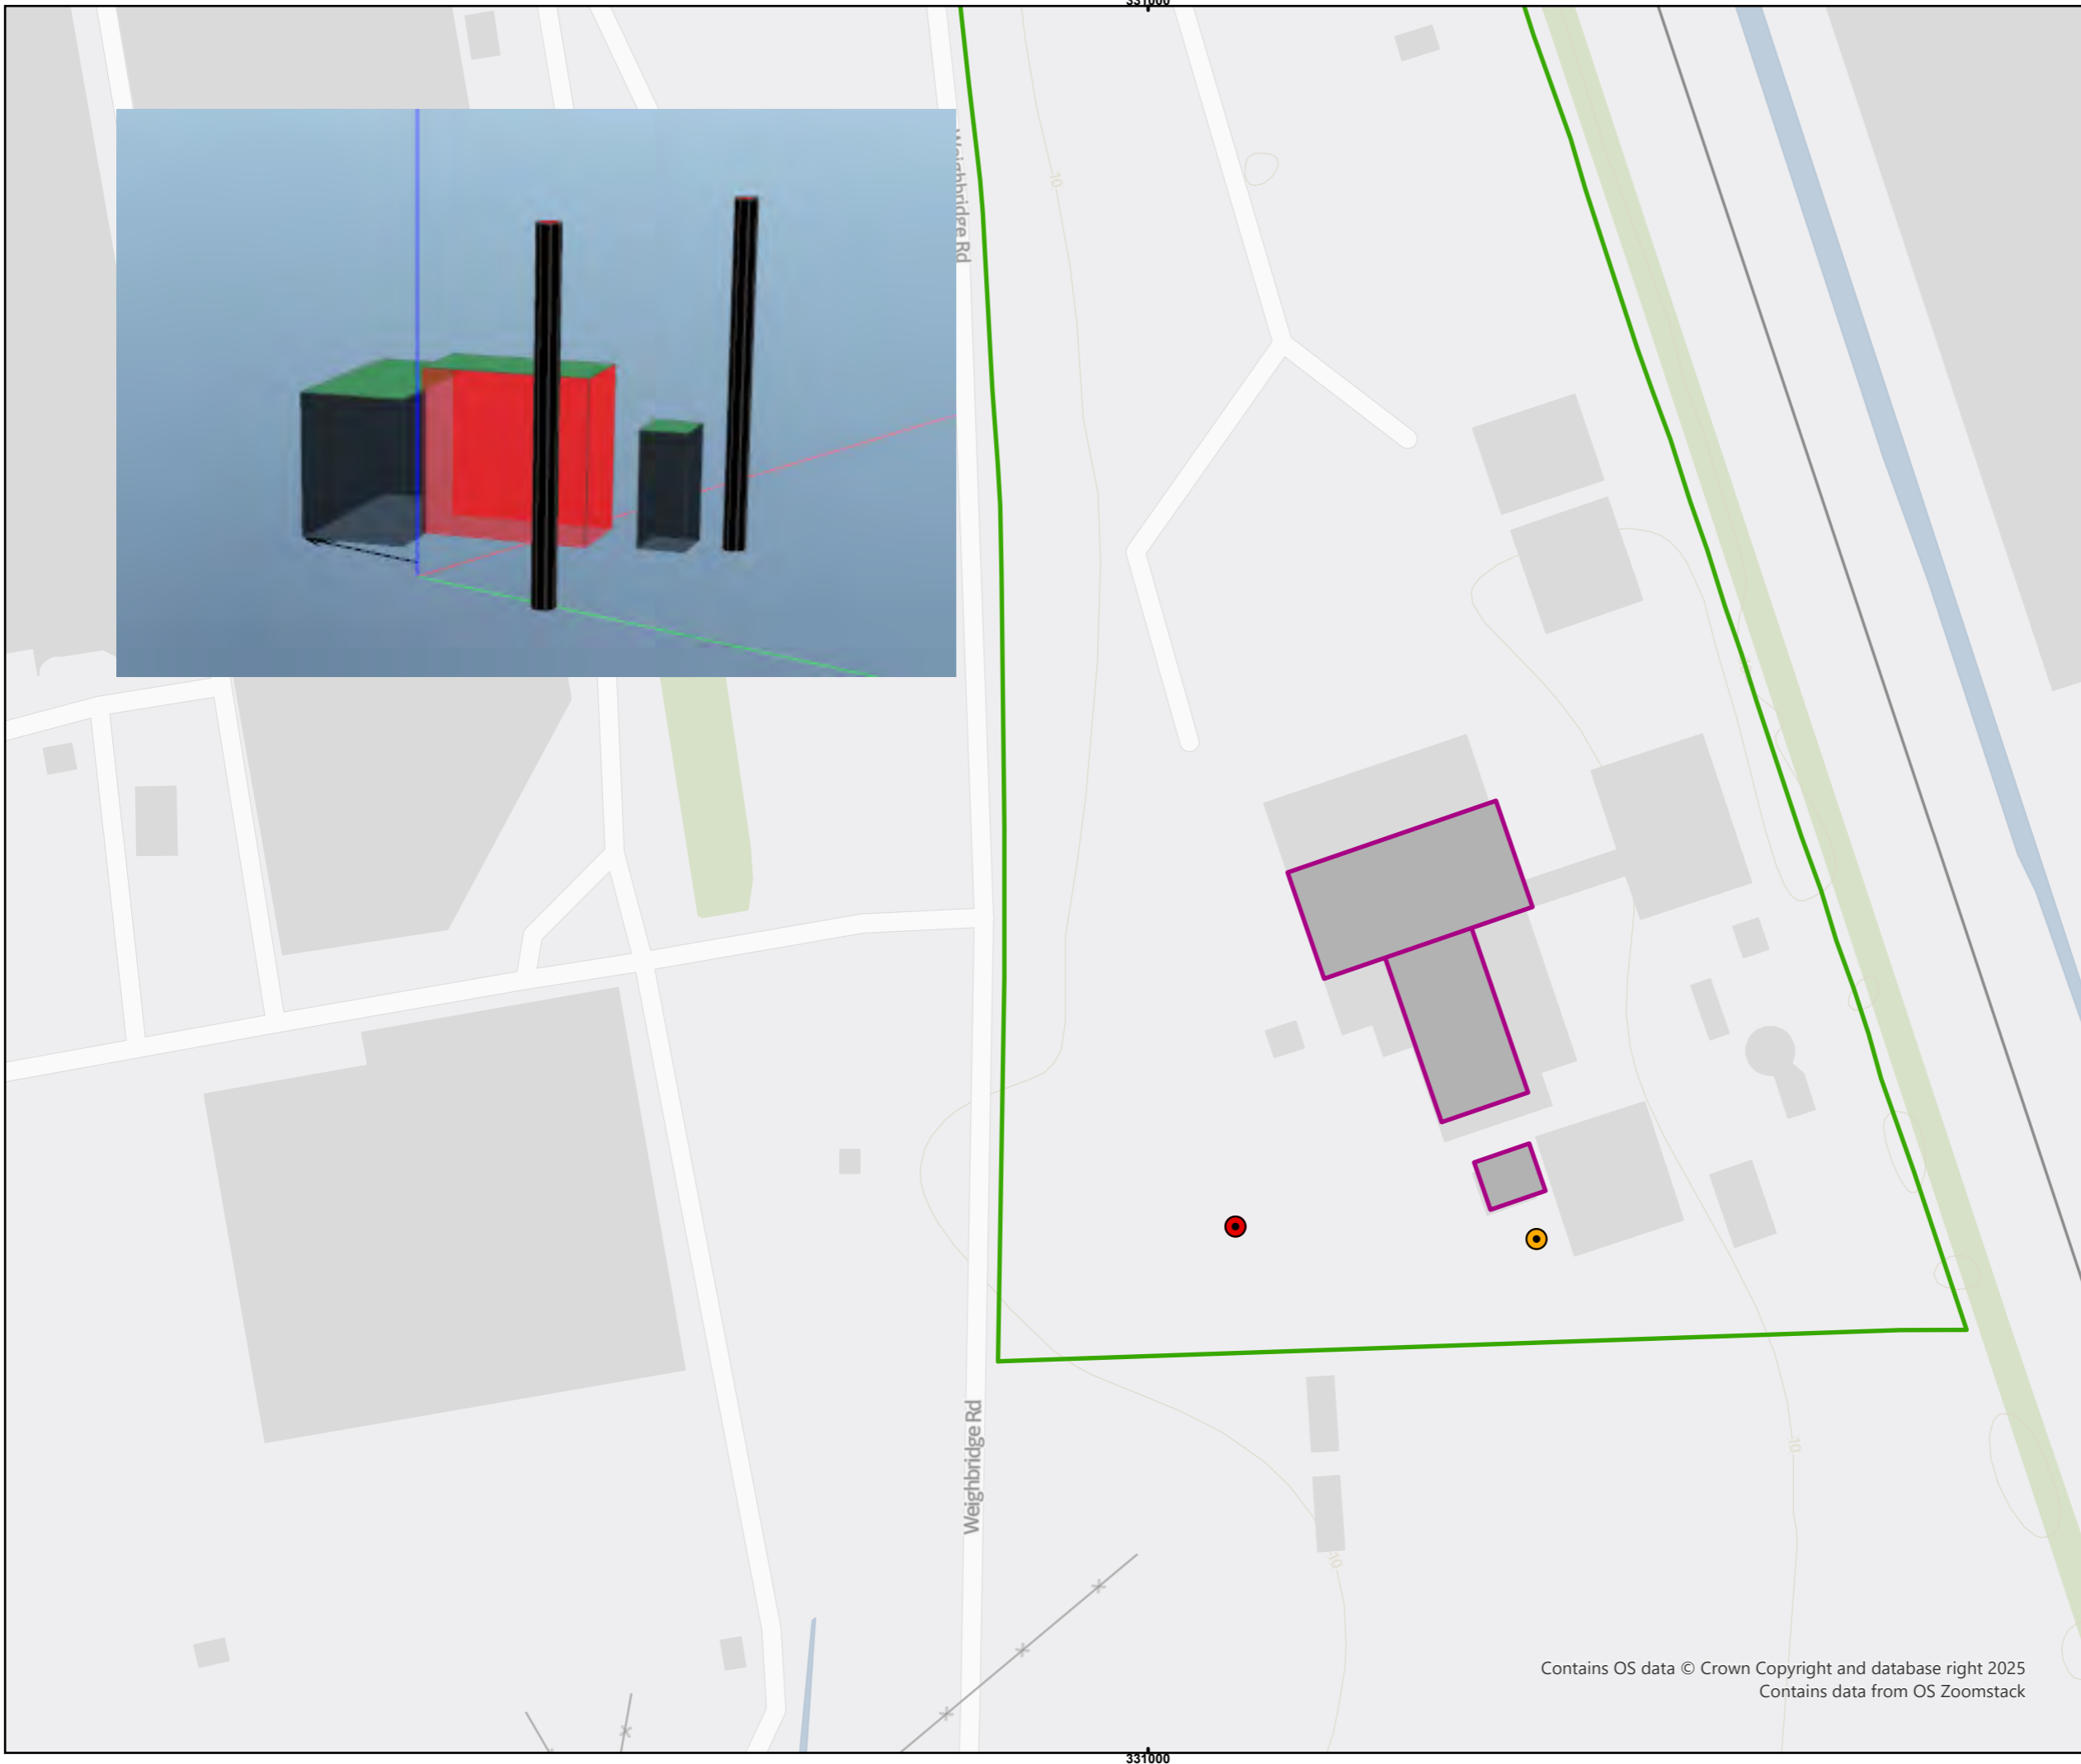 331000
Weighbridge Rd
10
Weighbridge Rd
10
10
Contains OS data © Crown Copyright and database right 2025
Contains data from OS Zoomstack
331000